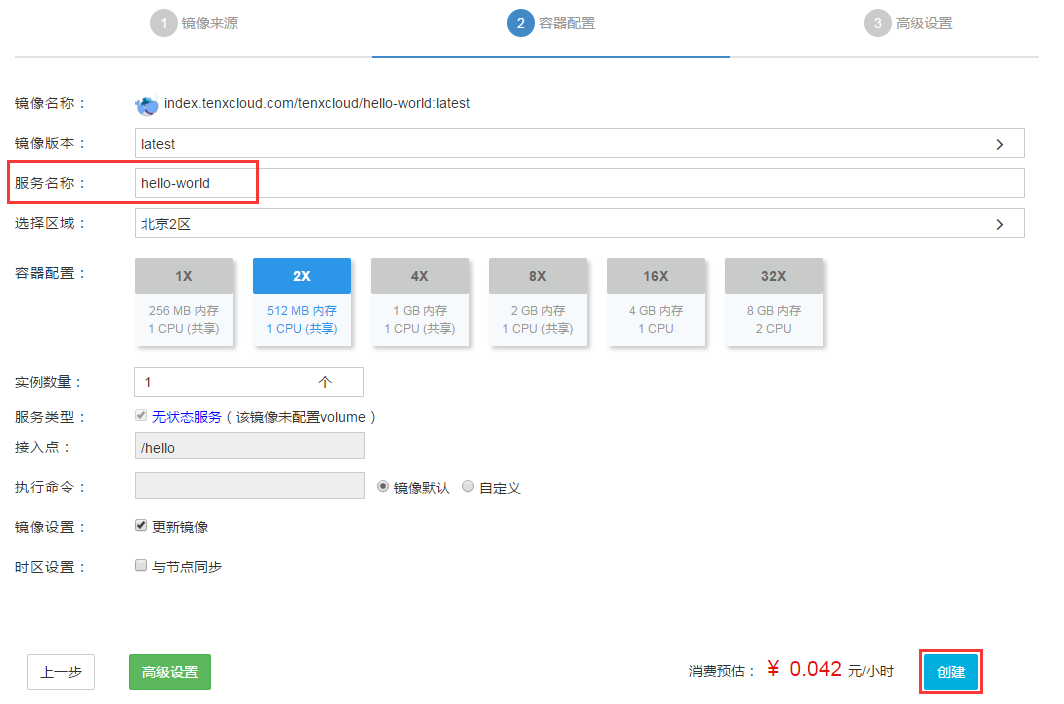 1 镜像来源 2 容器配置 3 高级设置
镜像名称： index.tenxcloud.com/tenxcloud/hello-world:latest
镜像版本： latest
服务名称： hello-world
选择区域： 北京2区
容器配置： 1X 2X 4X 8X 16X 32X
256 MB 内存 512 MB 内存 1 GB 内存 2 GB 内存 4 GB 内存 8 GB 内存
1 CPU (共享) 1 CPU (共享) 1 CPU (共享) 1 CPU (共享) 1 CPU 2 CPU
实例数量： 1 个
服务类型： 无状态服务（该镜像未配置volume）
接入点： /hello
执行命令： 镜像默认 自定义
镜像设置： 更新镜像
时区设置： 与节点同步
上一步 高级设置 消费预估： ¥ 0.042 元/小时 创建